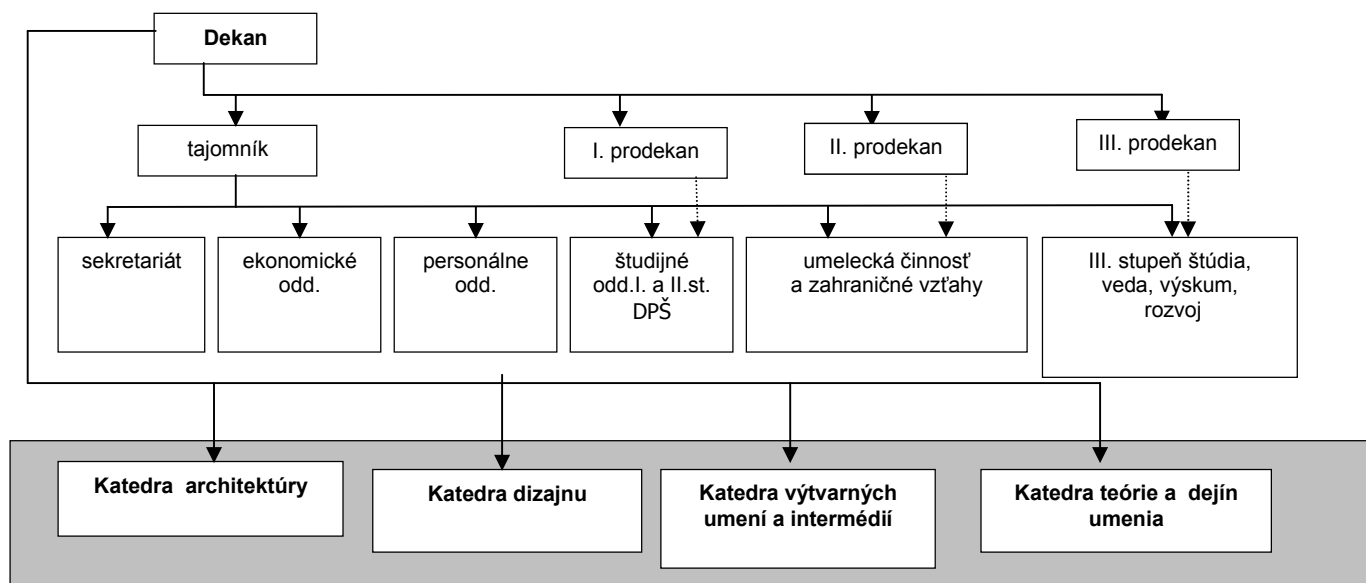 Dekan
tajomník
I. prodekan
II. prodekan
III. prodekan
sekretariát
ekonomické
odd.
personálne
odd.
študijné
odd.I. a II.st.
DPŠ
umelecká činnosť
a zahraničné vzťahy
III. stupeň štúdia,
veda, výskum,
rozvoj
Katedra architektúry
Katedra dizajnu
Katedra výtvarných
umení a intermédií
Katedra teórie a dejín
umenia